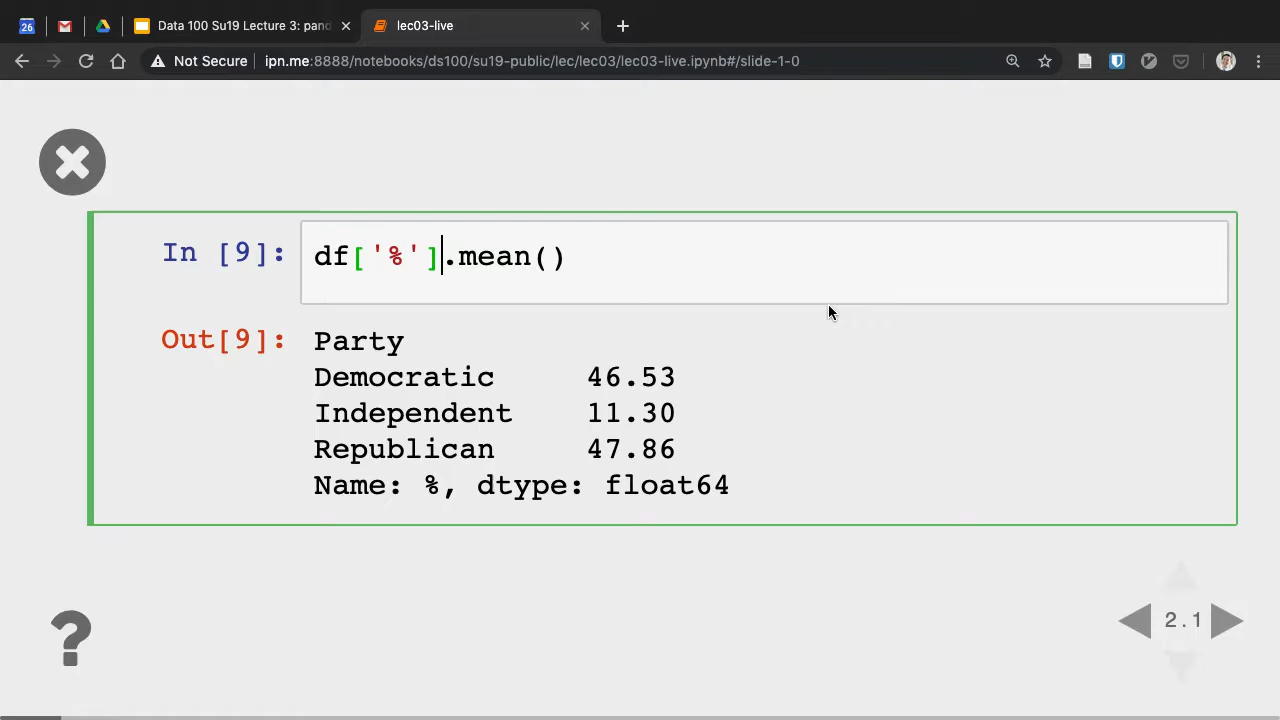 26
Data 100 Su19 Lecture 3: pand
lec03-live
Not Secure
ipn.me:8888/notebooks/ds100/su19-public/lec/lec03/lec03-live.ipynb#/slide-1-0
In [9]: df['%'].mean()
Out[9]: Party
Democratic 46.53
Independent 11.30
Republican 47.86
Name: %, dtype: float64
?
2.1